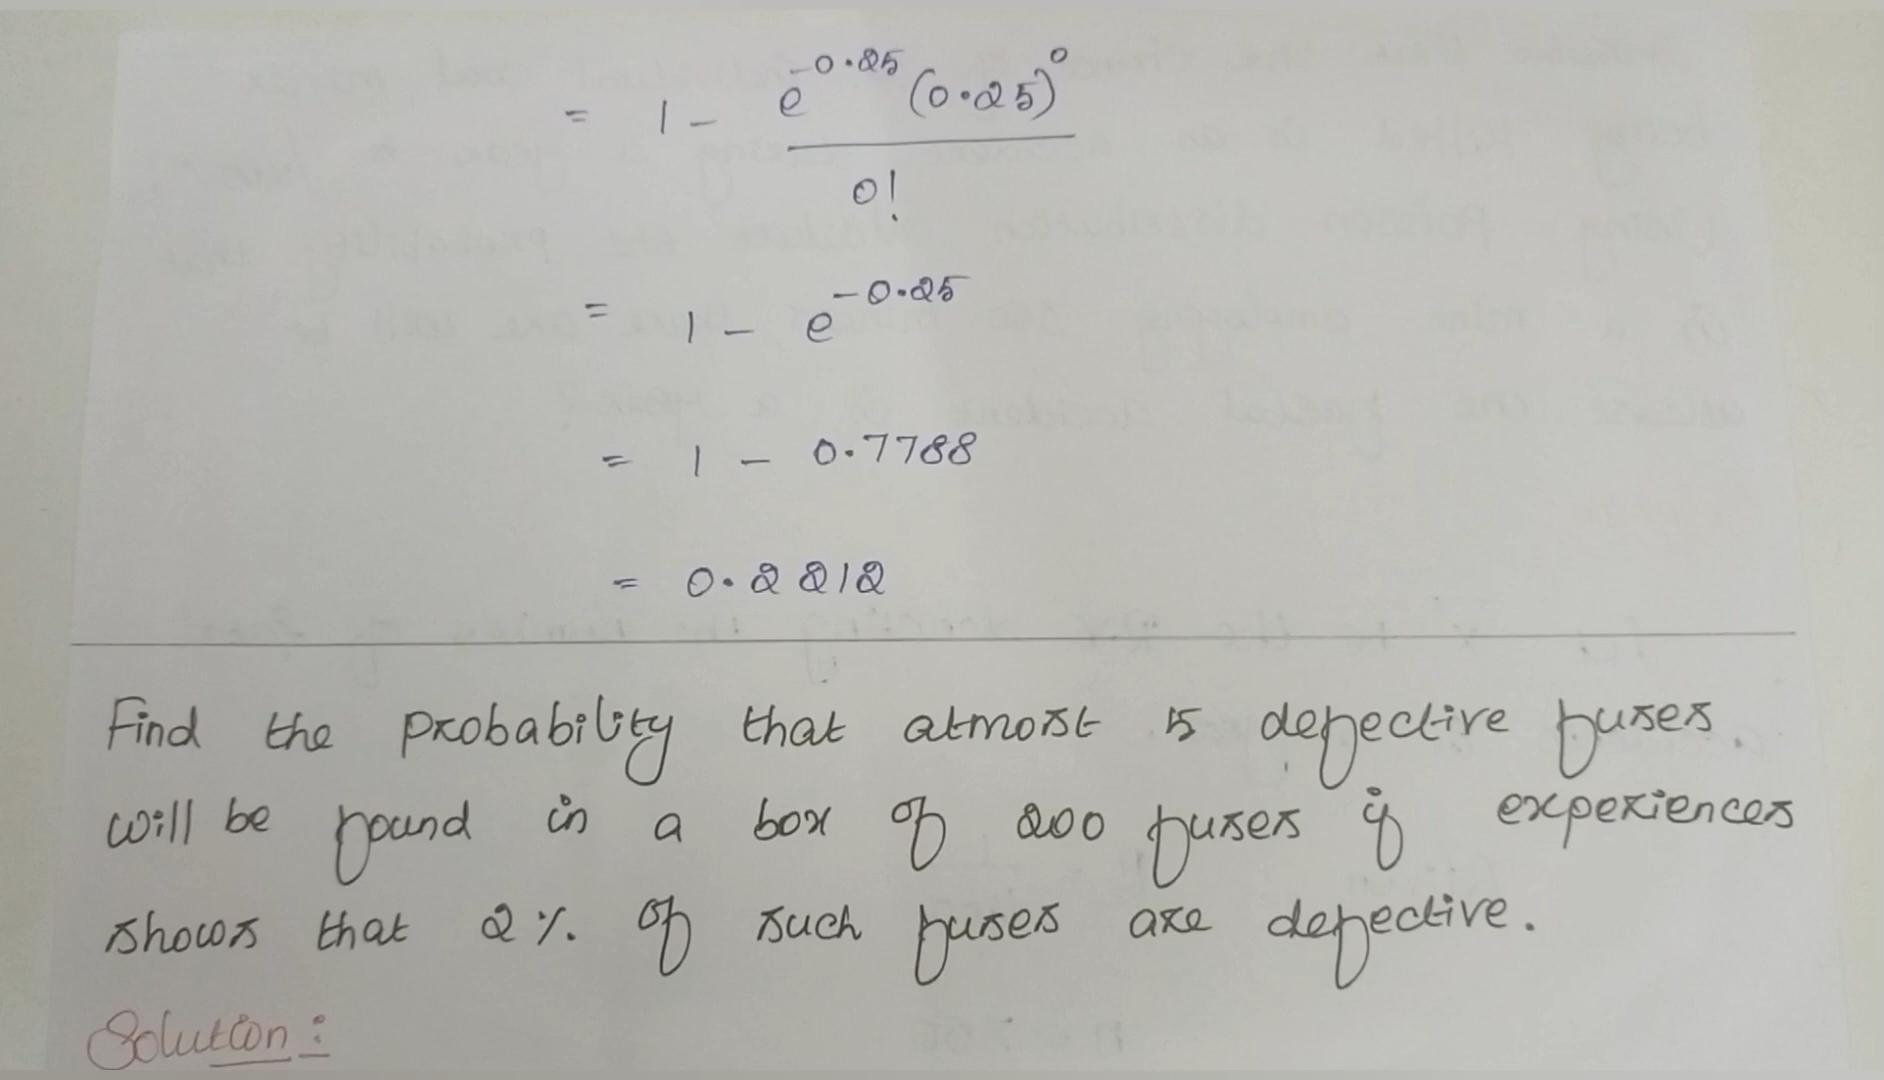 = 1 - e^-0.25 (0.25)^0
0!
= 1 - e^-0.25
= 1 - 0.7788
= 0.2212
Find the probability that atmost 5 defective fuses.
will be found in a box of 200 fuses if experiences
shows that 2% of such fuses are defective.
Solution: